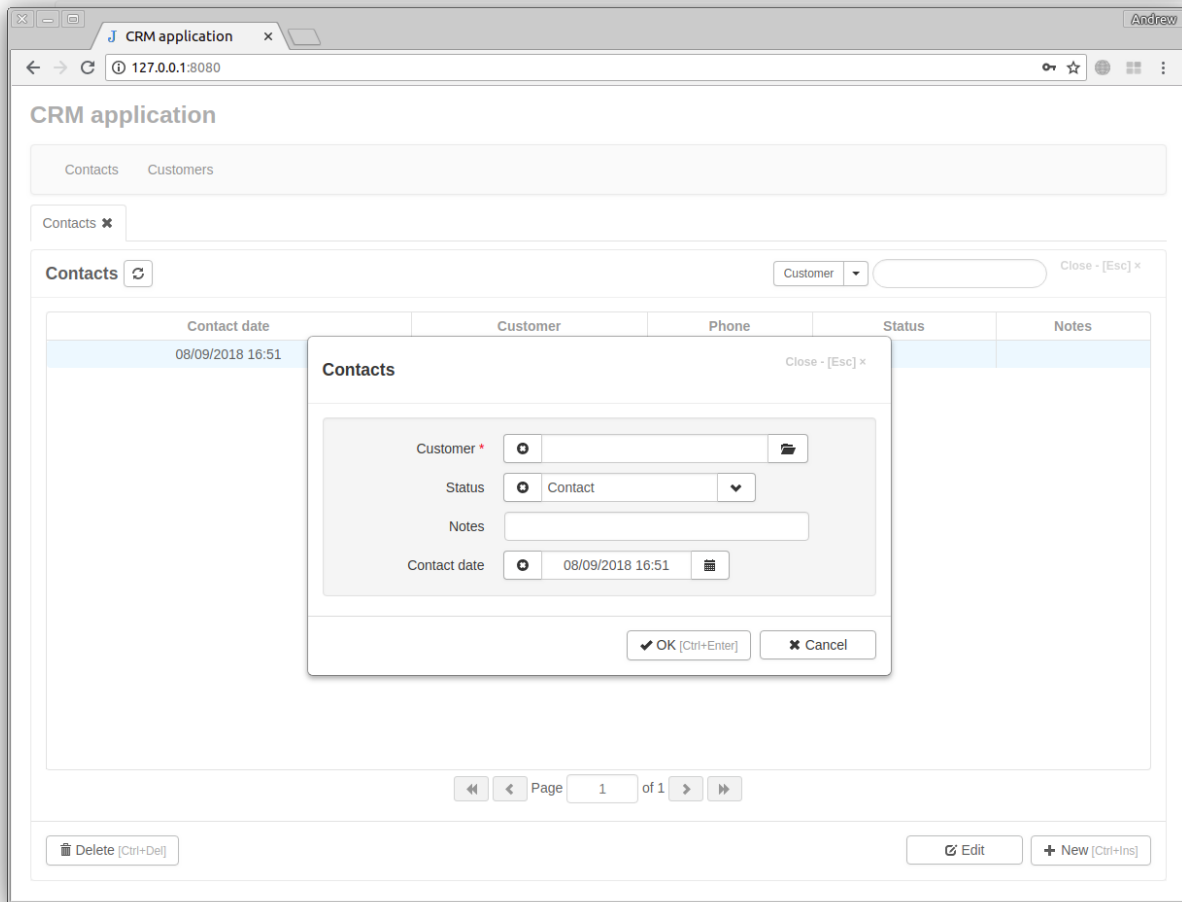 Andrew
J CRM application ×
127.0.0.1:8080
CRM application
Contacts Customers
Contacts ✖
Contacts Customer Close - [Esc] ×
Contact date Customer Phone Status Notes
08/09/2018 16:51
Contacts Close - [Esc] ×
Customer *
Status Contact
Notes
Contact date 08/09/2018 16:51
OK [Ctrl+Enter] Cancel
Page 1 of 1
Delete [Ctrl+Del] Edit New [Ctrl+Ins]